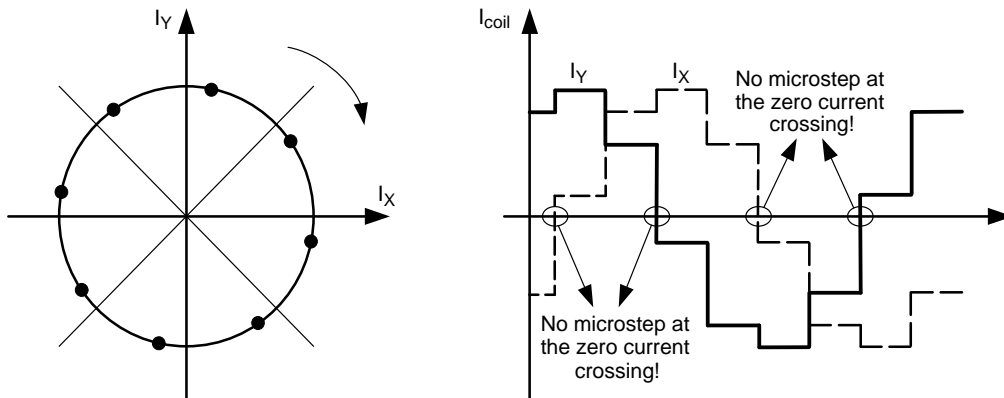 I_Y
I_X
I_coil
I_Y
I_X
No microstep at
the zero current
crossing!
No microstep at
the zero current
crossing!